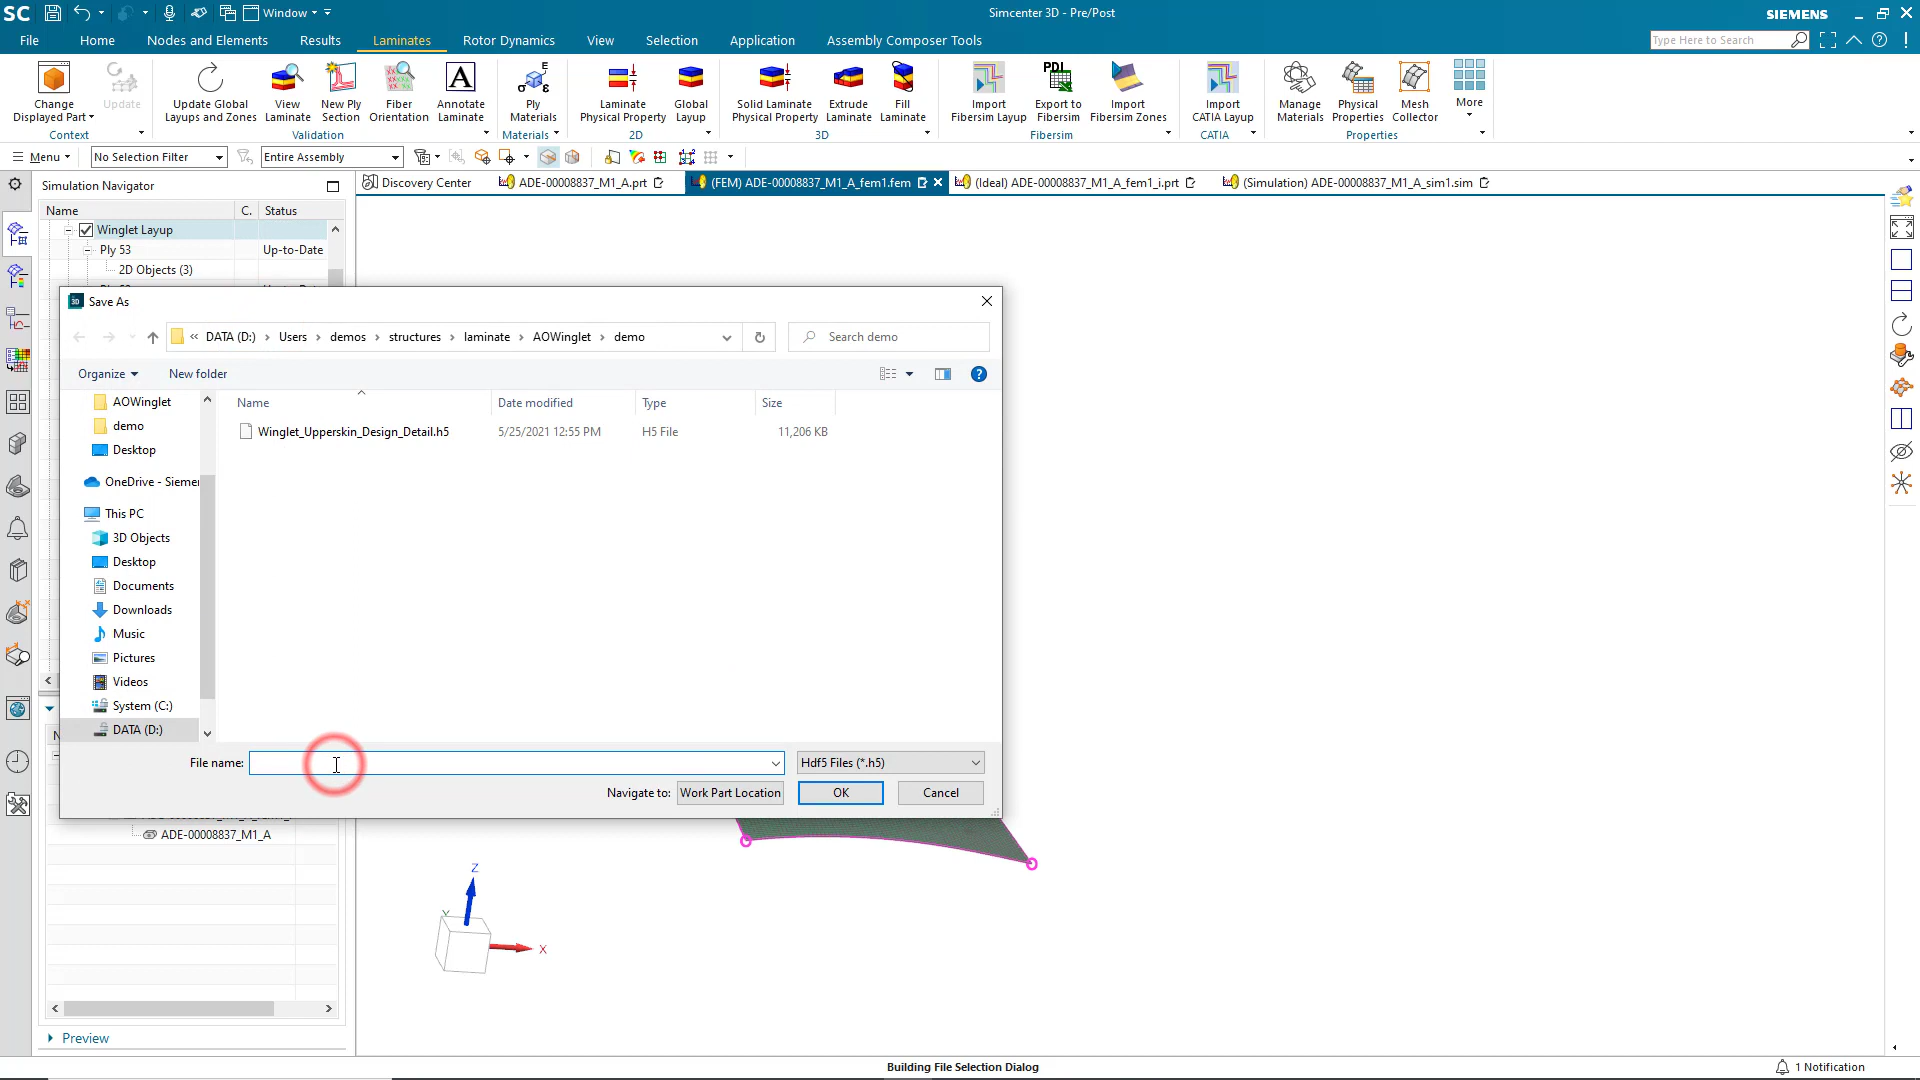 SC Window Simcenter 3D - Pre/Post SIEMENS
File Home Nodes and Elements Results Laminates Rotor Dynamics View Selection Application Assembly Composer Tools Type Here to Search
Change Displayed Part
Update
Context
Update Global Layups and Zones
View Laminate
New Ply Section
Fiber Orientation
Annotate Laminate
Validation
Ply Materials
Materials
Laminate Physical Property
Global Layup
2D
Solid Laminate Physical Property
Extrude Laminate
Fill Laminate
3D
Import Fibersim Layup
PDI
Export to Fibersim
Import Fibersim Zones
Fibersim
Import CATIA Layup
CATIA
Manage Materials
Physical Properties
Mesh Collector
More
Properties
Menu No Selection Filter Entire Assembly
Simulation Navigator
Discovery Center ADE-00008837_M1_A.prt (FEM) ADE-00008837_M1_A_fem1.fem (Ideal) ADE-00008837_M1_A_fem1_i.prt (Simulation) ADE-00008837_M1_A_sim1.sim
Name C. Status
Winglet Layup
Ply 53 Up-to-Date
2D Objects (3)
Save As
« DATA (D:) › Users › demos › structures › laminate › AOWinglet › demo Search demo
Organize New folder
Name Date modified Type Size
Winglet_Upperskin_Design_Detail.h5 5/25/2021 12:55 PM H5 File 11,206 KB
AOWinglet
demo
Desktop
OneDrive - Siemen
This PC
3D Objects
Desktop
Documents
Downloads
Music
Pictures
Videos
System (C:)
DATA (D:)
File name: Hdf5 Files (*.h5)
Navigate to: Work Part Location OK Cancel
ADE-00008837_M1_A
Z
Y
X
Preview
Building File Selection Dialog
1 Notification